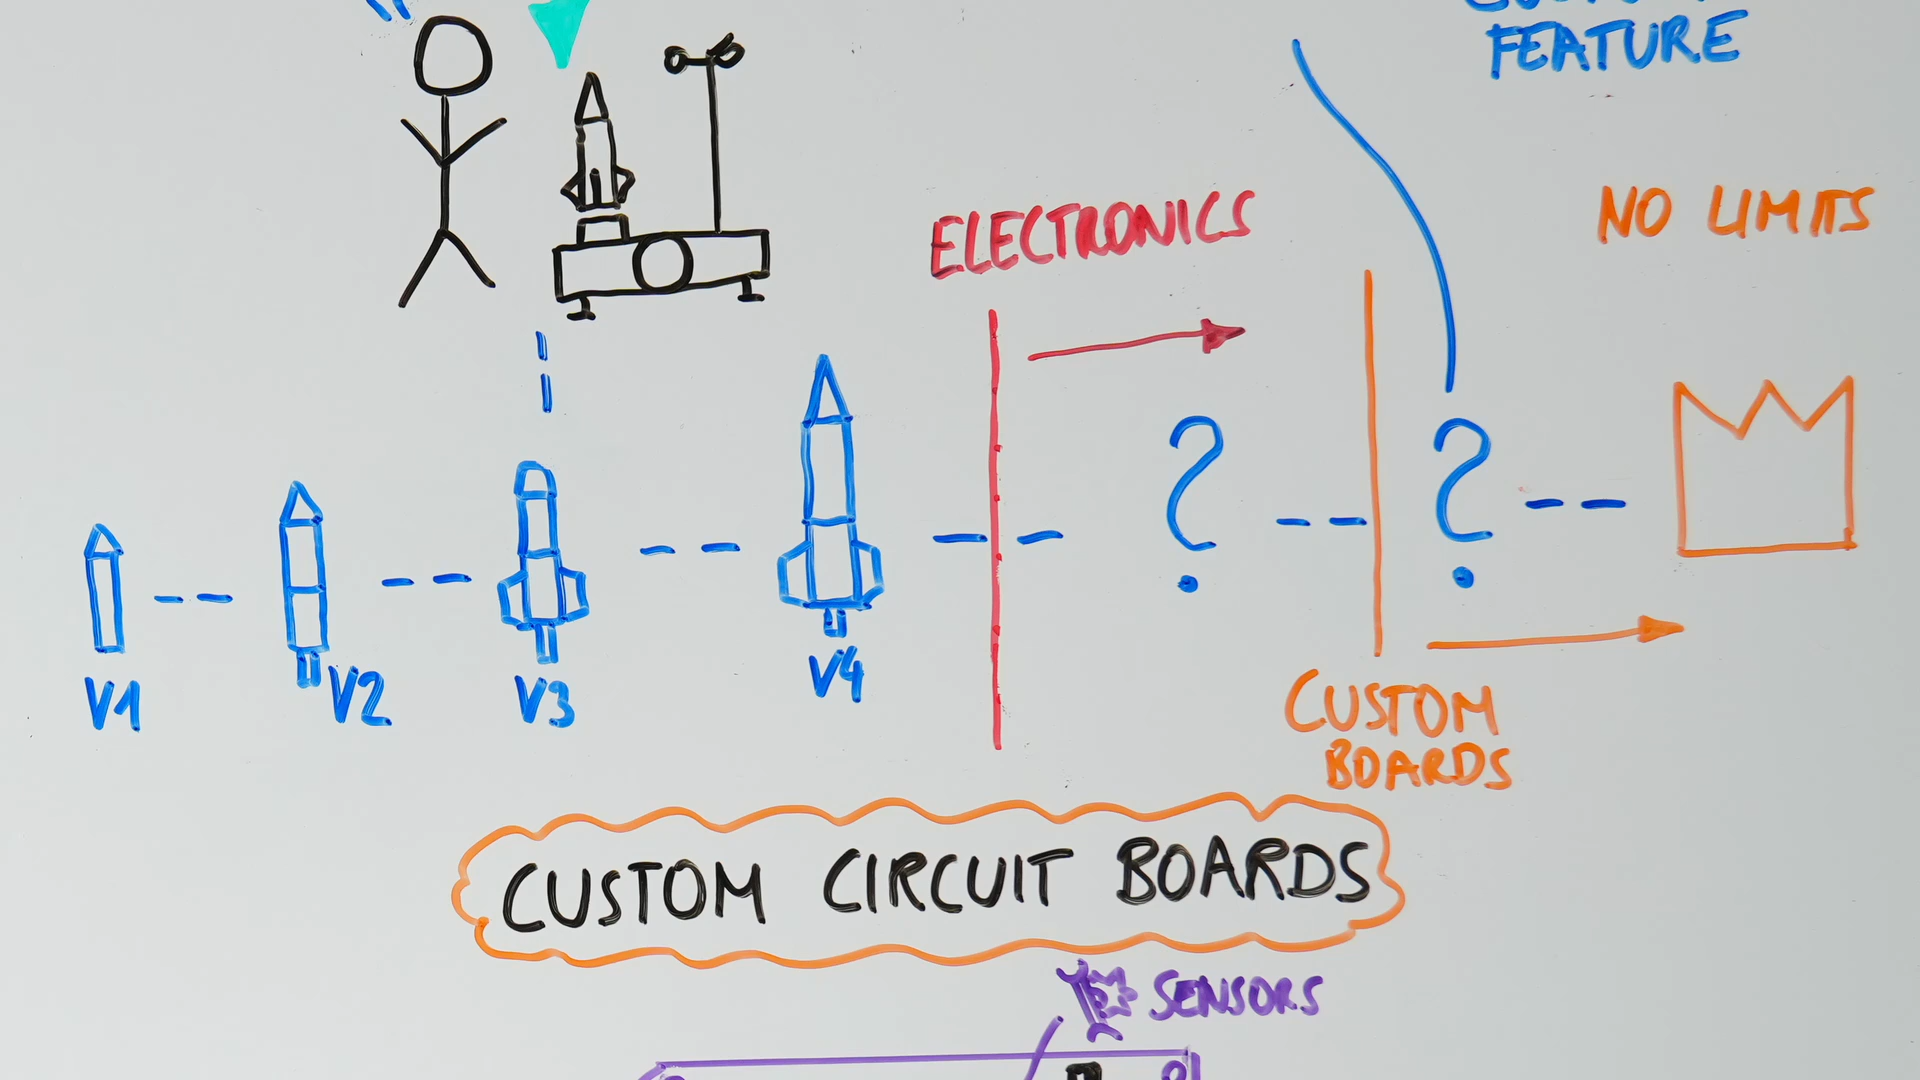 FEATURE
NO LIMITS
ELECTRONICS
?
?
V1
V2
V3
V4
CUSTOM
BOARDS
CUSTOM CIRCUIT BOARDS
SENSORS